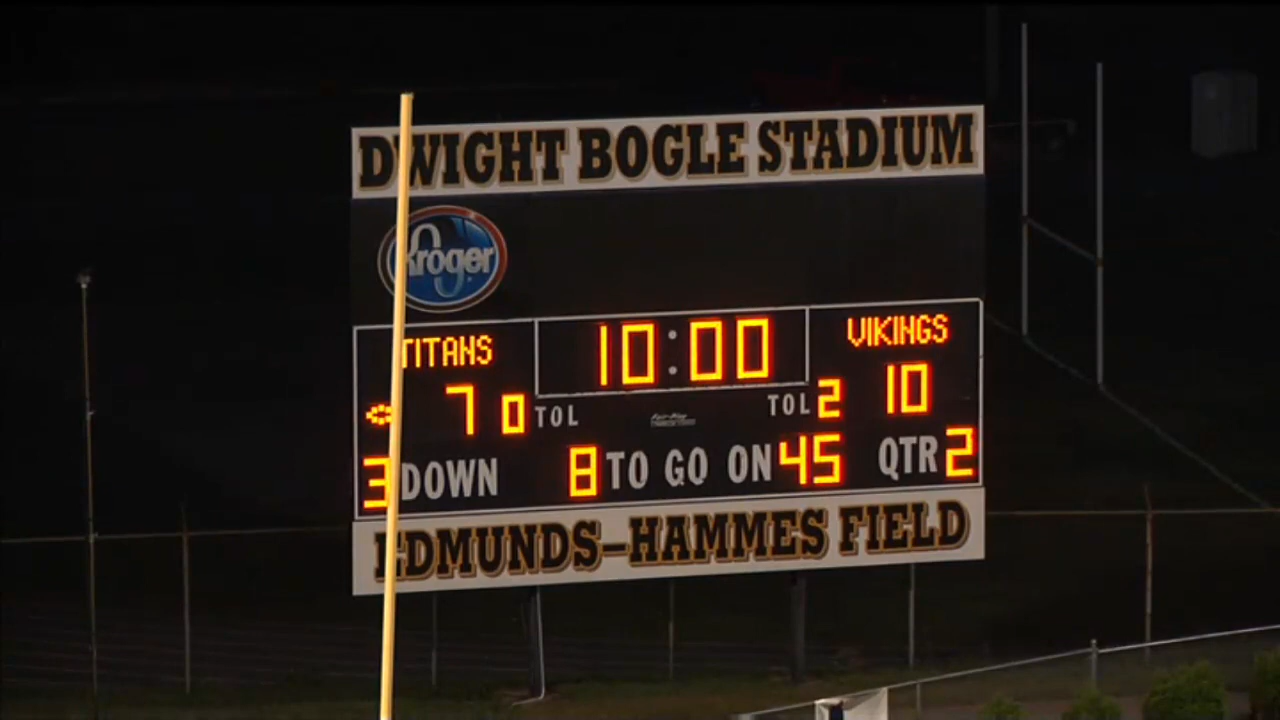 DWIGHT BOGLE STADIUM
Kroger
TITANS 10:00 VIKINGS
7 0 TOL TOL 2 10
3 DOWN 8 TO GO ON 45 QTR 2
EDMUNDS-HAMMES FIELD